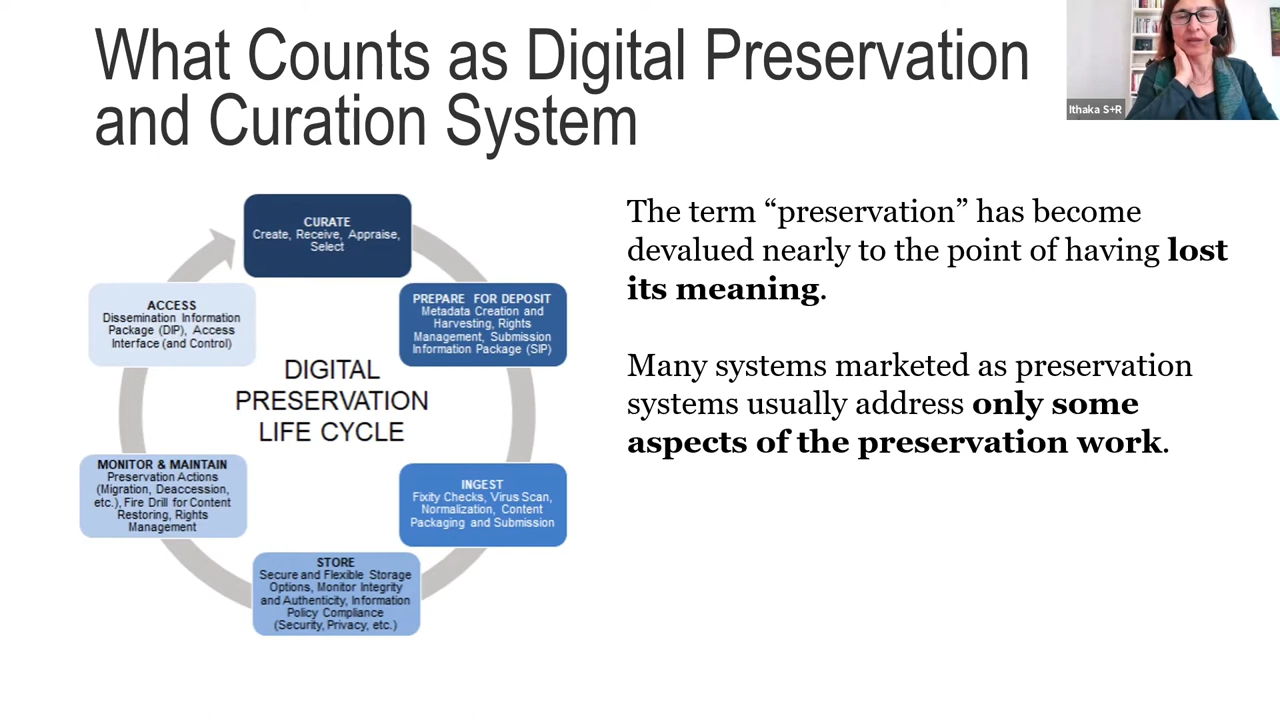 What Counts as Digital Preservation
and Curation System
Ithaka S+R
CURATE
Create, Receive, Appraise,
Select
PREPARE FOR DEPOSIT
Metadata Creation and
Harvesting, Rights
Management, Submission
Information Package (SIP)
INGEST
Fixity Checks, Virus Scan,
Normalization, Content
Packaging and Submission
STORE
Secure and Flexible Storage
Options, Monitor Integrity
and Authenticity, Information
Policy Compliance
(Security, Privacy, etc.)
MONITOR & MAINTAIN
Preservation Actions
(Migration, Deaccession,
etc.), Fire Drill for Content
Restoring, Rights
Management
ACCESS
Dissemination Information
Package (DIP), Access
Interface (and Control)
DIGITAL
PRESERVATION
LIFE CYCLE
The term “preservation” has become
devalued nearly to the point of having lost
its meaning.
Many systems marketed as preservation
systems usually address only some
aspects of the preservation work.